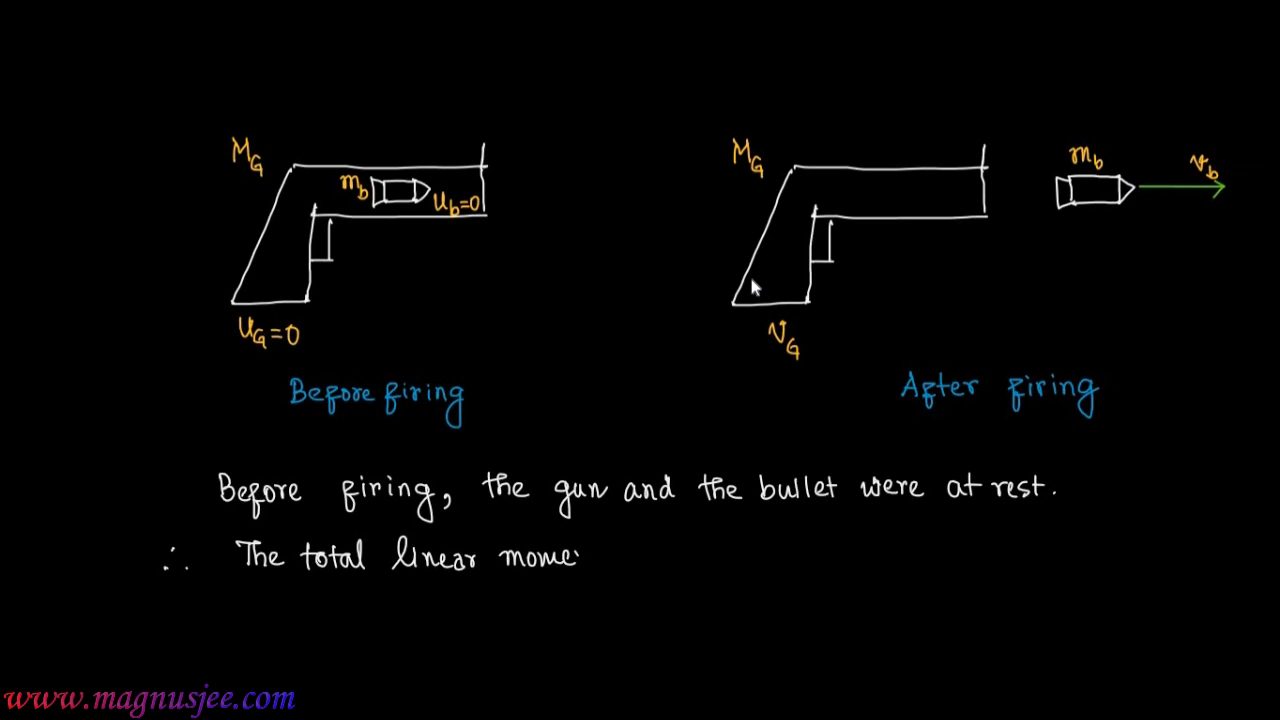 M_G
m_b
u_b=0
u_G=0
Before firing
M_G
m_b
v_b
v_G
After firing
Before firing, the gun and the bullet were at rest.
∴ The total linear mome
www.magnusjee.com